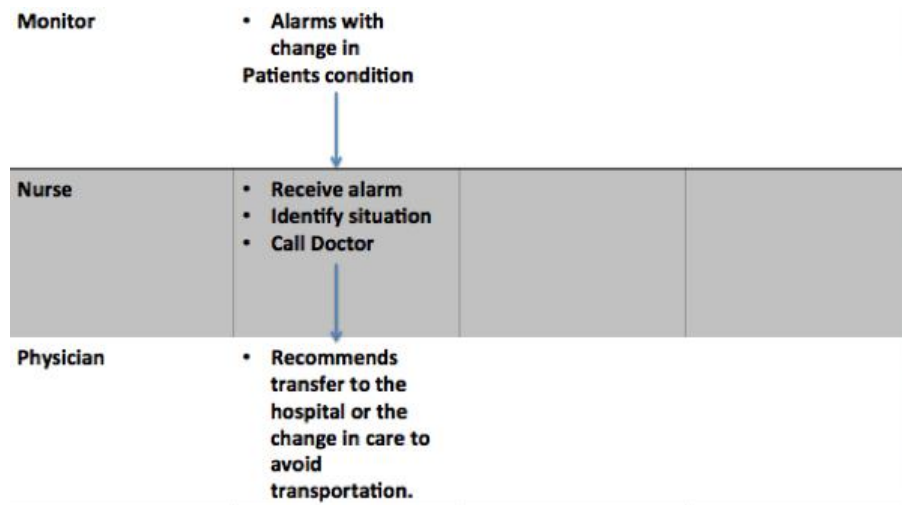 Monitor
• Alarms with
change in
Patients condition
Nurse
• Receive alarm
• Identify situation
• Call Doctor
Physician
• Recommends
transfer to the
hospital or the
change in care to
avoid
transportation.